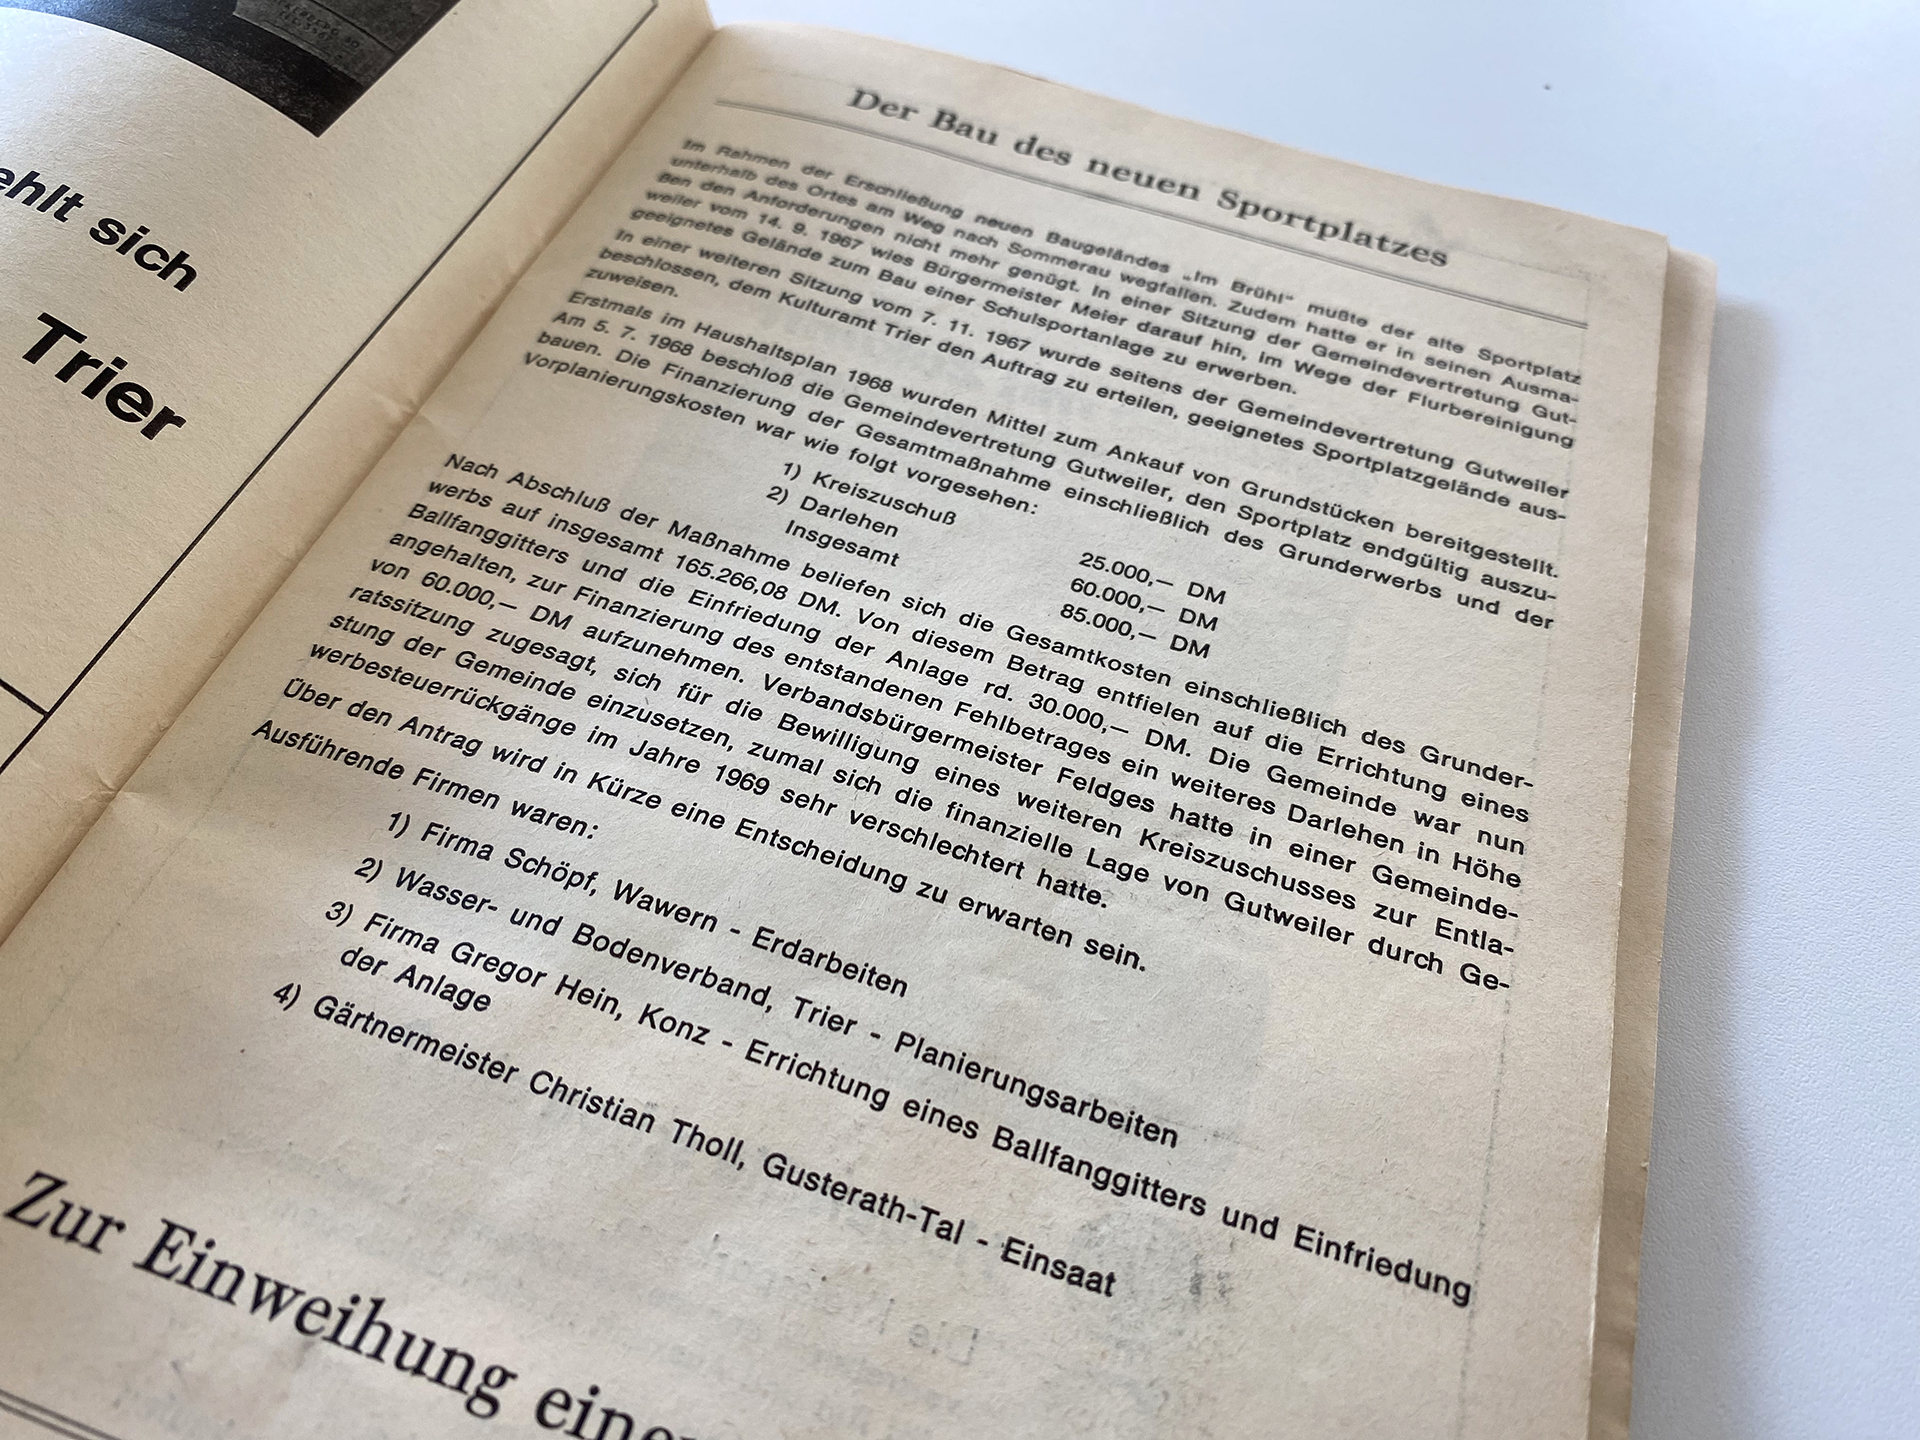 ehlt sich
Trier
Der Bau des neuen Sportplatzes
Im Rahmen der Erschließung neuen Baugeländes „Im Brühl“ mußte der alte Sportplatz
unterhalb des Ortes am Weg nach Sommerau wegfallen. Zudem hatte er in seinen Ausma-
ßen den Anforderungen nicht mehr genügt. In einer Sitzung der Gemeindevertretung Gut-
weiler vom 14. 9. 1967 wies Bürgermeister Meier darauf hin, im Wege der Flurbereinigung
geeignetes Gelände zum Bau einer Schulsportanlage zu erwerben.
In einer weiteren Sitzung vom 7. 11. 1967 wurde seitens der Gemeindevertretung Gutweiler
beschlossen, dem Kulturamt Trier den Auftrag zu erteilen, geeignetes Sportplatzgelände aus-
zuweisen.
Erstmals im Haushaltsplan 1968 wurden Mittel zum Ankauf von Grundstücken bereitgestellt.
Am 5. 7. 1968 beschloß die Gemeindevertretung Gutweiler, den Sportplatz endgültig auszu-
bauen. Die Finanzierung der Gesamtmaßnahme einschließlich des Grunderwerbs und der
Vorplanierungskosten war wie folgt vorgesehen:
1) Kreiszuschuß 25.000,— DM
2) Darlehen 60.000,— DM
Insgesamt 85.000,— DM
Nach Abschluß der Maßnahme beliefen sich die Gesamtkosten einschließlich des Grunder-
werbs auf insgesamt 165.266,08 DM. Von diesem Betrag entfielen auf die Errichtung eines
Ballfanggitters und die Einfriedung der Anlage rd. 30.000,— DM. Die Gemeinde war nun
angehalten, zur Finanzierung des entstandenen Fehlbetrages ein weiteres Darlehen in Höhe
von 60.000,— DM aufzunehmen. Verbandsbürgermeister Feldges hatte in einer Gemeinde-
ratssitzung zugesagt, sich für die Bewilligung eines weiteren Kreiszuschusses zur Entla-
stung der Gemeinde einzusetzen, zumal sich die finanzielle Lage von Gutweiler durch Ge-
werbesteuerrückgänge im Jahre 1969 sehr verschlechtert hatte.
Über den Antrag wird in Kürze eine Entscheidung zu erwarten sein.
Ausführende Firmen waren:
1) Firma Schöpf, Wawern - Erdarbeiten
2) Wasser- und Bodenverband, Trier - Planierungsarbeiten
3) Firma Gregor Hein, Konz - Errichtung eines Ballfanggitters und Einfriedung
der Anlage
4) Gärtnermeister Christian Tholl, Gusterath-Tal - Einsaat
Zur Einweihung einer